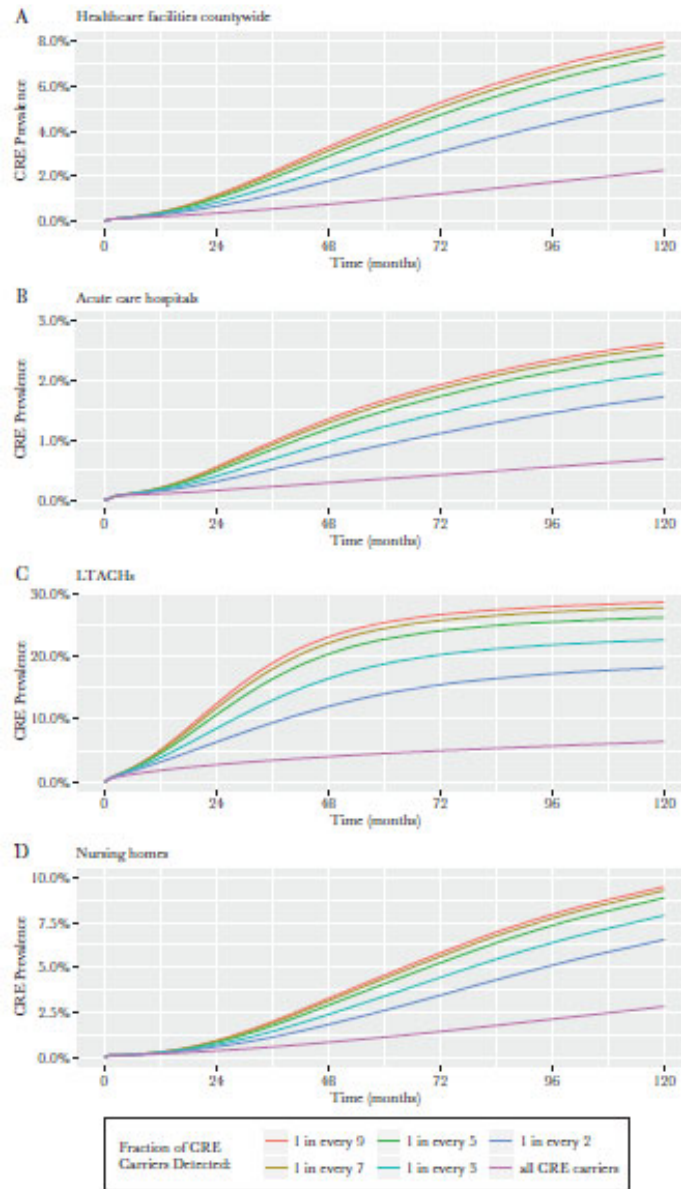 A Healthcare facilities countywide
8.0%
6.0%
4.0%
2.0%
0.0%
CRE Prevalence
0 24 48 72 96 120
Time (months)
B Acute care hospitals
3.0%
2.0%
1.0%
0.0%
CRE Prevalence
0 24 48 72 96 120
Time (months)
C LTACHs
30.0%
20.0%
10.0%
0.0%
CRE Prevalence
0 24 48 72 96 120
Time (months)
D Nursing homes
10.0%
7.5%
5.0%
2.5%
0.0%
CRE Prevalence
0 24 48 72 96 120
Time (months)
Fraction of CRE
Carriers Detected:
1 in every 9 1 in every 5 1 in every 2
1 in every 7 1 in every 3 all CRE carriers